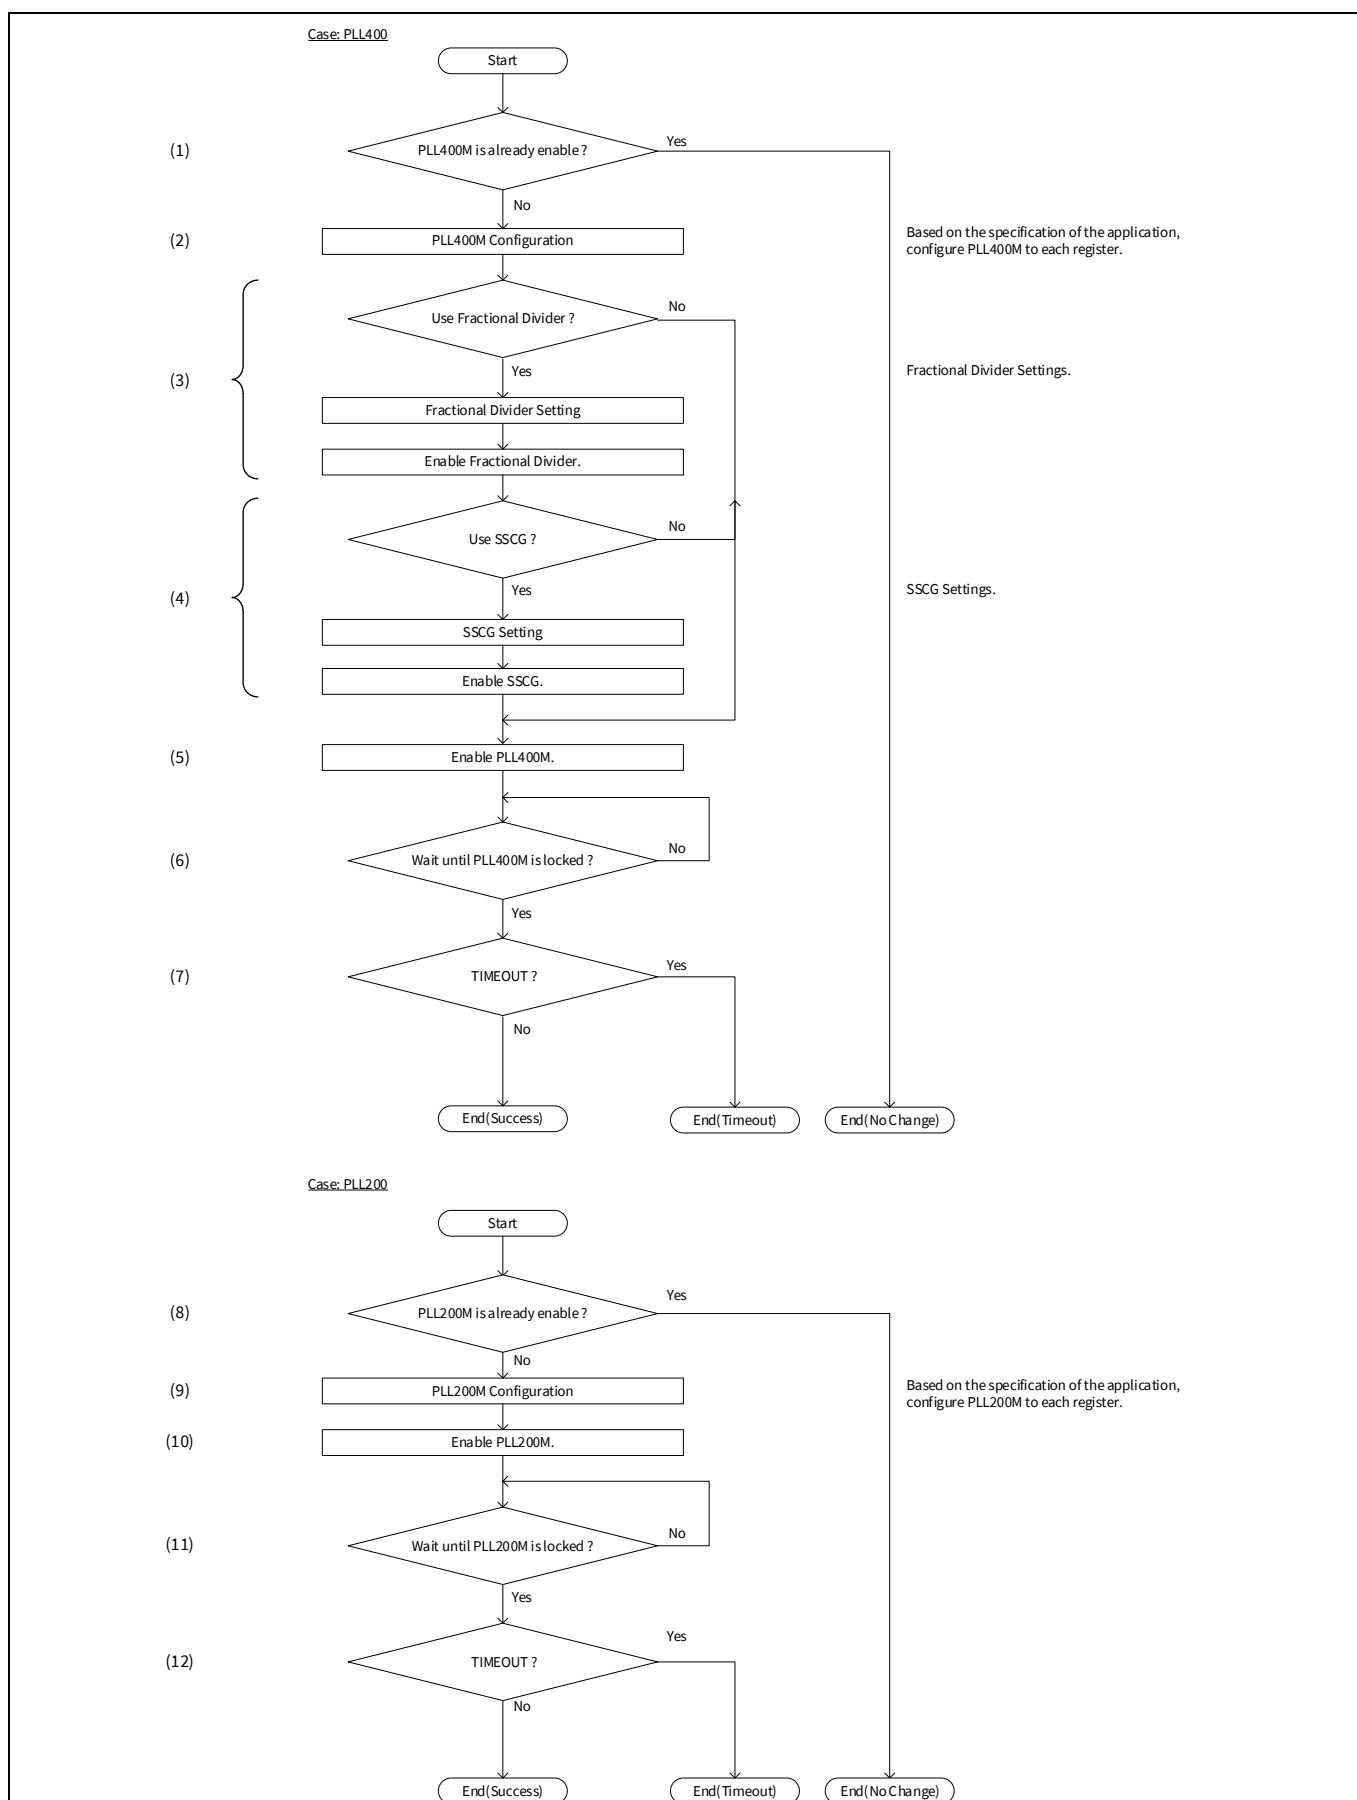 Case: PLL400
Start
(1)
PLL400M is already enable ?
Yes
No
(2)
PLL400M Configuration
Based on the specification of the application,
configure PLL400M to each register.
Use Fractional Divider ?
No
(3)
Yes
Fractional Divider Settings.
Fractional Divider Setting
Enable Fractional Divider.
Use SSCG ?
No
(4)
Yes
SSCG Settings.
SSCG Setting
Enable SSCG.
(5)
Enable PLL400M.
(6)
Wait until PLL400M is locked ?
No
Yes
(7)
TIMEOUT ?
Yes
No
End(Success)
End(Timeout)
End(No Change)
Case: PLL200
Start
(8)
PLL200M is already enable ?
Yes
No
(9)
PLL200M Configuration
Based on the specification of the application,
configure PLL200M to each register.
(10)
Enable PLL200M.
(11)
Wait until PLL200M is locked ?
No
Yes
(12)
TIMEOUT ?
Yes
No
End(Success)
End(Timeout)
End(No Change)